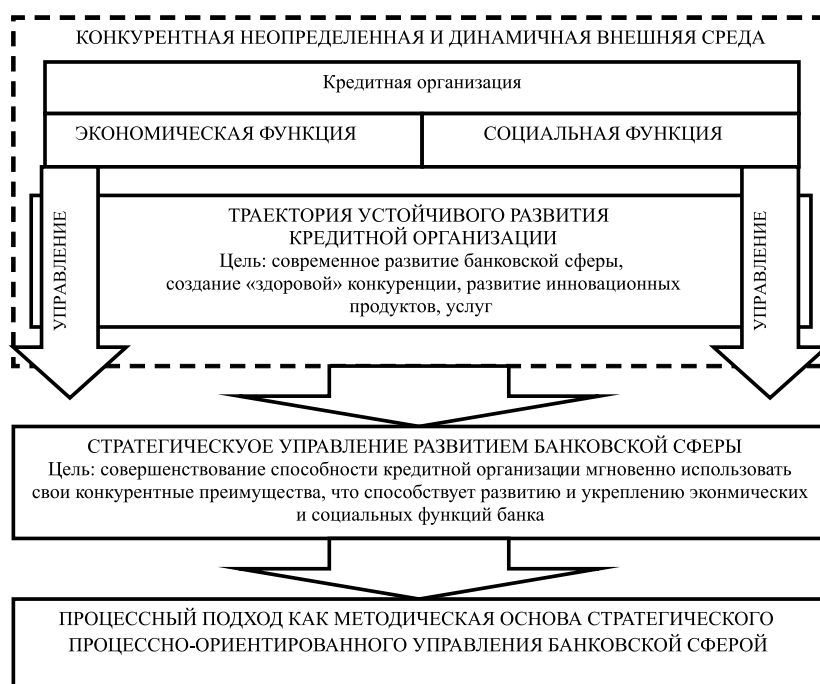 КОНКУРЕНТНАЯ НЕОПРЕДЕЛЕННАЯ И ДИНАМИЧНАЯ ВНЕШНЯЯ СРЕДА
Кредитная организация
ЭКОНОМИЧЕСКАЯ ФУНКЦИЯ
СОЦИАЛЬНАЯ ФУНКЦИЯ
УПРАВЛЕНИЕ
ТРАЕКТОРИЯ УСТОЙЧИВОГО РАЗВИТИЯ
КРЕДИТНОЙ ОРГАНИЗАЦИИ
Цель: современное развитие банковской сферы,
создание «здоровой» конкуренции, развитие инновационных
продуктов, услуг
УПРАВЛЕНИЕ
СТРАТЕГИЧЕСКУОЕ УПРАВЛЕНИЕ РАЗВИТИЕМ БАНКОВСКОЙ СФЕРЫ
Цель: совершенствование способности кредитной организации мгновенно использовать
свои конкурентные преимущества, что способствует развитию и укреплению эконмических
и социальных функций банка
ПРОЦЕССНЫЙ ПОДХОД КАК МЕТОДИЧЕСКАЯ ОСНОВА СТРАТЕГИЧЕСКОГО
ПРОЦЕССНО-ОРИЕНТИРОВАННОГО УПРАВЛЕНИЯ БАНКОВСКОЙ СФЕРОЙ